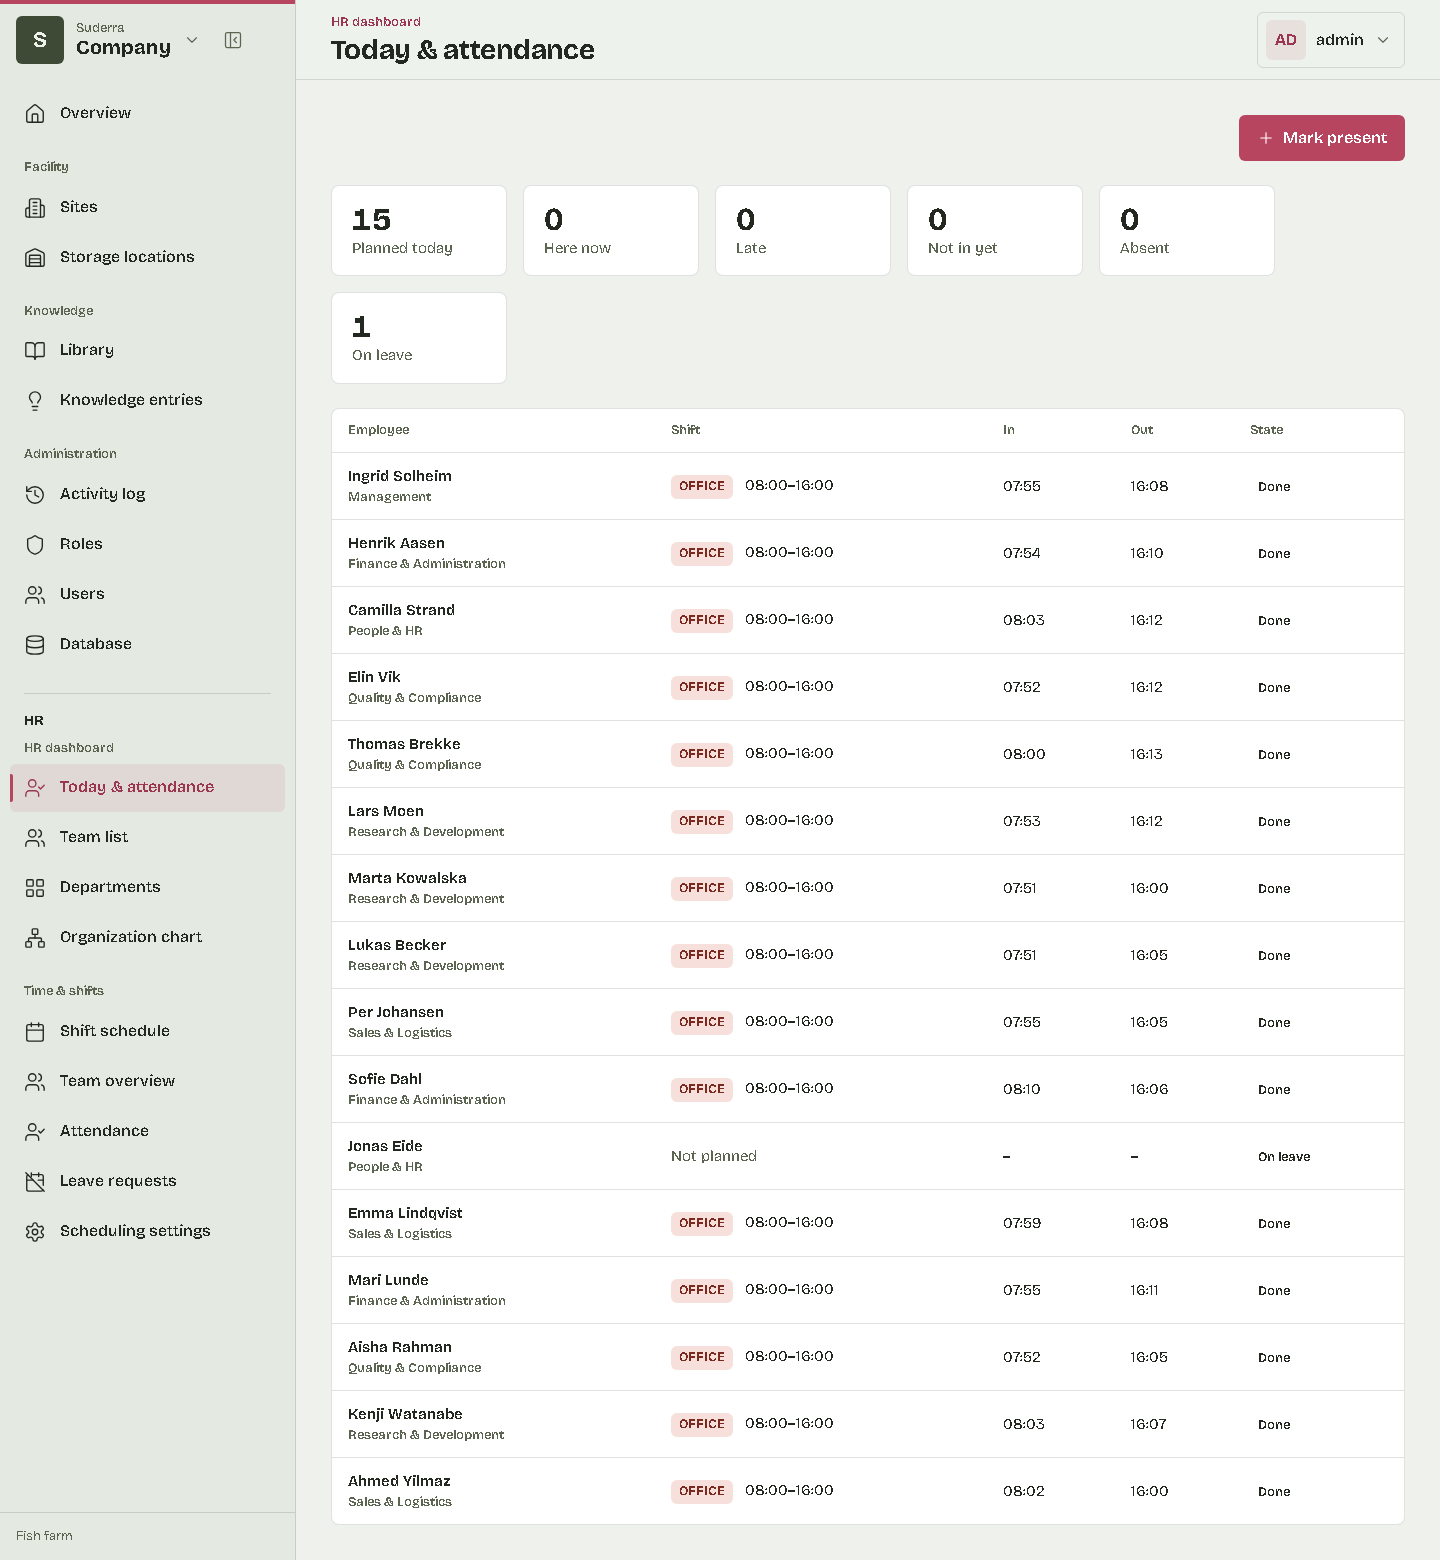 S
Suderra
Company
Overview
Facility
Sites
Storage locations
Knowledge
Library
Knowledge entries
Administration
Activity log
Roles
Users
Database
HR
HR dashboard
Today & attendance
Team list
Departments
Organization chart
Time & shifts
Shift schedule
Team overview
Attendance
Leave requests
Scheduling settings
Fish farm
HR dashboard
Today & attendance
AD admin
Mark present
15
Planned today
0
Here now
0
Late
0
Not in yet
0
Absent
1
On leave
Employee Shift In Out State
Ingrid Solheim
Management
OFFICE 08:00–16:00 07:55 16:08 Done
Henrik Aasen
Finance & Administration
OFFICE 08:00–16:00 07:54 16:10 Done
Camilla Strand
People & HR
OFFICE 08:00–16:00 08:03 16:12 Done
Elin Vik
Quality & Compliance
OFFICE 08:00–16:00 07:52 16:12 Done
Thomas Brekke
Quality & Compliance
OFFICE 08:00–16:00 08:00 16:13 Done
Lars Moen
Research & Development
OFFICE 08:00–16:00 07:53 16:12 Done
Marta Kowalska
Research & Development
OFFICE 08:00–16:00 07:51 16:00 Done
Lukas Becker
Research & Development
OFFICE 08:00–16:00 07:51 16:05 Done
Per Johansen
Sales & Logistics
OFFICE 08:00–16:00 07:55 16:05 Done
Sofie Dahl
Finance & Administration
OFFICE 08:00–16:00 08:10 16:06 Done
Jonas Eide
People & HR
Not planned – – On leave
Emma Lindqvist
Sales & Logistics
OFFICE 08:00–16:00 07:59 16:08 Done
Mari Lunde
Finance & Administration
OFFICE 08:00–16:00 07:55 16:11 Done
Aisha Rahman
Quality & Compliance
OFFICE 08:00–16:00 07:52 16:05 Done
Kenji Watanabe
Research & Development
OFFICE 08:00–16:00 08:03 16:07 Done
Ahmed Yilmaz
Sales & Logistics
OFFICE 08:00–16:00 08:02 16:00 Done